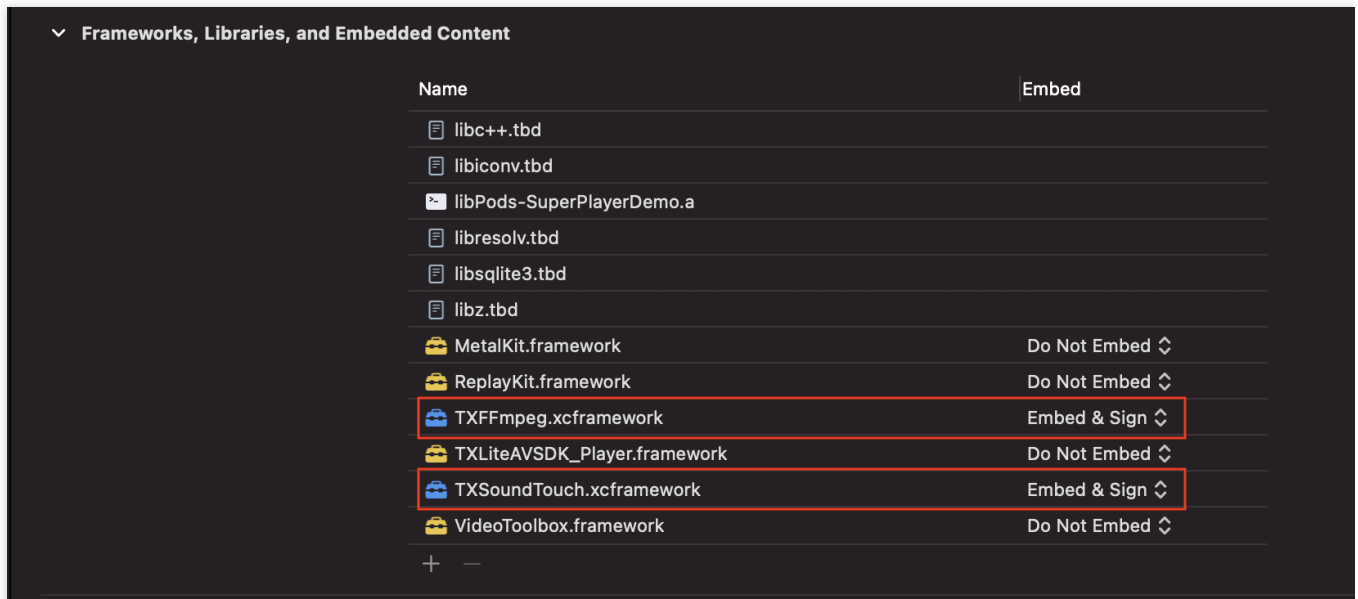 Frameworks, Libraries, and Embedded Content
Name Embed
libc++.tbd
libiconv.tbd
libPods-SuperPlayerDemo.a
libresolv.tbd
libsqlite3.tbd
libz.tbd
MetalKit.framework Do Not Embed
ReplayKit.framework Do Not Embed
TXFFmpeg.xcframework Embed & Sign
TXLiteAVSDK_Player.framework Do Not Embed
TXSoundTouch.xcframework Embed & Sign
VideoToolbox.framework Do Not Embed